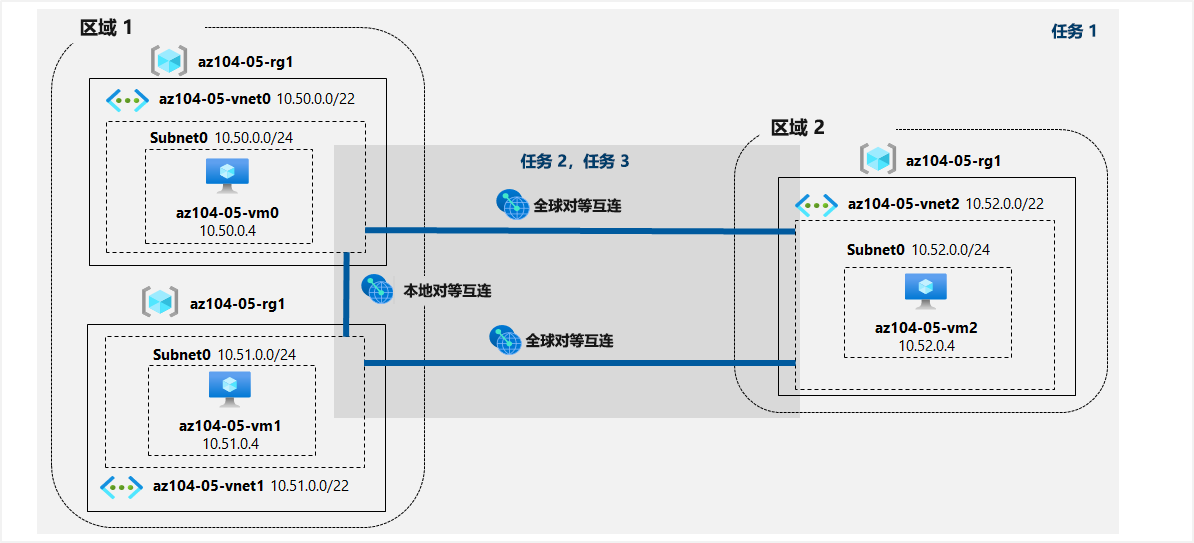 任务 1
区域 1
az104-05-rg1
az104-05-vnet0 10.50.0.0/22
Subnet0 10.50.0.0/24
az104-05-vm0
10.50.0.4
任务 2，任务 3
全球对等互连
本地对等互连
全球对等互连
az104-05-rg1
Subnet0 10.51.0.0/24
az104-05-vm1
10.51.0.4
az104-05-vnet1 10.51.0.0/22
区域 2
az104-05-rg1
az104-05-vnet2 10.52.0.0/22
Subnet0 10.52.0.0/24
az104-05-vm2
10.52.0.4